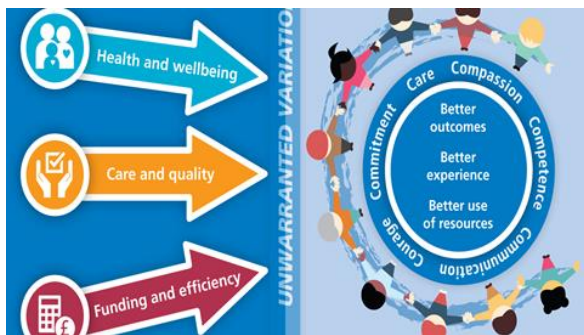 Health and wellbeing
Care and quality
Funding and efficiency
£
UNWARRANTED VARIATION
Commitment Care Compassion Competence Communication Courage
Better
outcomes
Better
experience
Better use
of resources